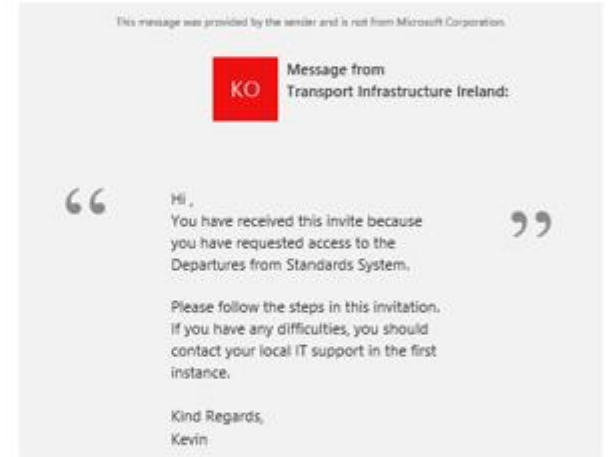 This message was provided by the sender and is not from Microsoft Corporation.
KO
Message from
Transport Infrastructure Ireland:
“
Hi ,
You have received this invite because
you have requested access to the
Departures from Standards System.
”
Please follow the steps in this invitation.
If you have any difficulties, you should
contact your local IT support in the first
instance.
Kind Regards,
Kevin